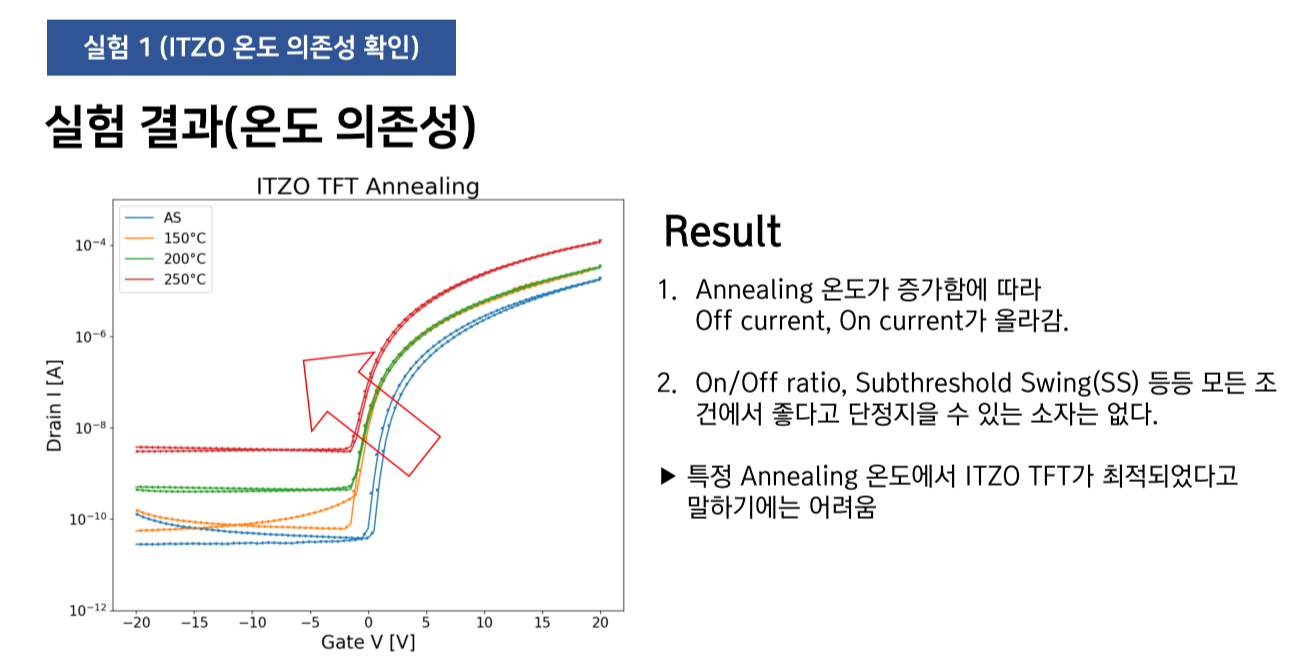 실험 1 (ITZO 온도 의존성 확인)
실험 결과(온도 의존성)
ITZO TFT Annealing
AS
150°C
200°C
250°C
10⁻⁴
10⁻⁶
10⁻⁸
10⁻¹⁰
10⁻¹²
Drain I [A]
−20 −15 −10 −5 0 5 10 15 20
Gate V [V]
Result
1. Annealing 온도가 증가함에 따라
Off current, On current가 올라감.
2. On/Off ratio, Subthreshold Swing(SS) 등등 모든 조
건에서 좋다고 단정지을 수 있는 소자는 없다.
▶ 특정 Annealing 온도에서 ITZO TFT가 최적되었다고
말하기에는 어려움